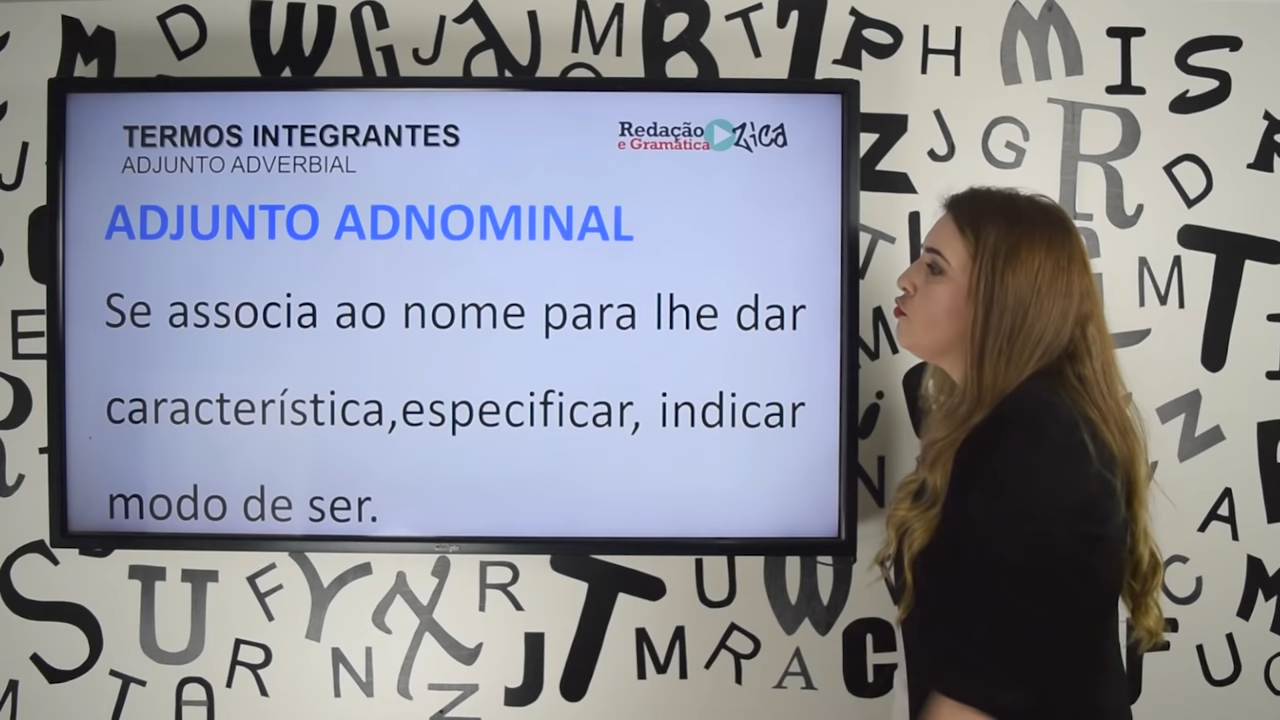 TERMOS INTEGRANTES
ADJUNTO ADVERBIAL
Redação
e Gramática
Zica
ADJUNTO ADNOMINAL
Se associa ao nome para lhe dar
característica,especificar, indicar
modo de ser.